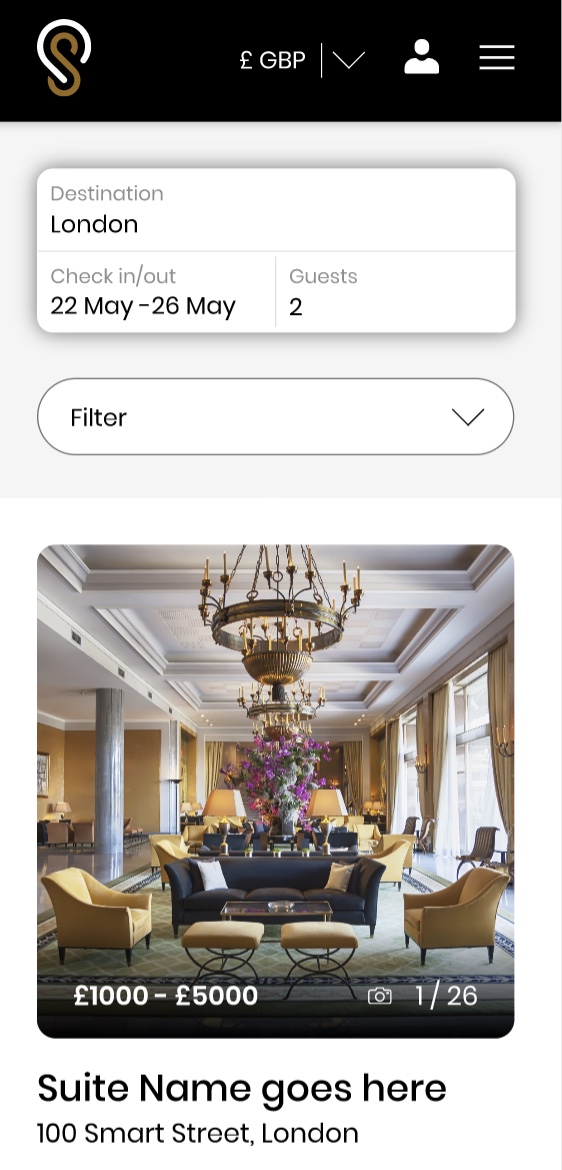 £ GBP
Destination
London
Check in/out
22 May -26 May
Guests
2
Filter
£1000 - £5000
1 / 26
Suite Name goes here
100 Smart Street, London